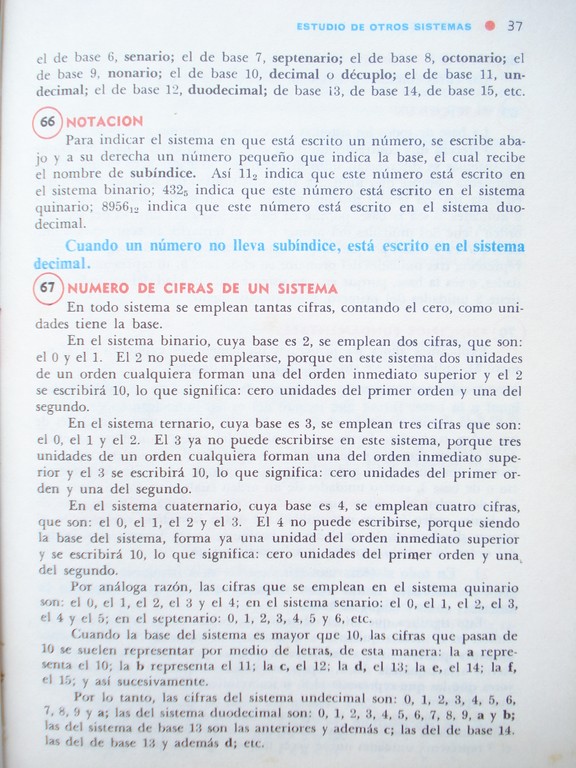 ESTUDIO DE OTROS SISTEMAS ● 37
el de base 6, senario; el de base 7, septenario; el de base 8, octonario; el
de base 9, nonario; el de base 10, decimal o décuplo; el de base 11, un-
decimal; el de base 12, duodecimal; de base 13, de base 14, de base 15, etc.
66 NOTACION
Para indicar el sistema en que está escrito un número, se escribe aba-
jo y a su derecha un número pequeño que indica la base, el cual recibe
el nombre de subíndice. Así 11₂ indica que este número está escrito en
el sistema binario; 432₅ indica que este número está escrito en el sistema
quinario; 8956₁₂ indica que este número está escrito en el sistema duo-
decimal.
Cuando un número no lleva subíndice, está escrito en el sistema
decimal.
67 NUMERO DE CIFRAS DE UN SISTEMA
En todo sistema se emplean tantas cifras, contando el cero, como uni-
dades tiene la base.
En el sistema binario, cuya base es 2, se emplean dos cifras, que son:
el 0 y el 1. El 2 no puede emplearse, porque en este sistema dos unidades
de un orden cualquiera forman una del orden inmediato superior y el 2
se escribirá 10, lo que significa: cero unidades del primer orden y una del
segundo.
En el sistema ternario, cuya base es 3, se emplean tres cifras que son:
el 0, el 1 y el 2. El 3 ya no puede escribirse en este sistema, porque tres
unidades de un orden cualquiera forman una del orden inmediato supe-
rior y el 3 se escribirá 10, lo que significa: cero unidades del primer or-
den y una del segundo.
En el sistema cuaternario, cuya base es 4, se emplean cuatro cifras,
que son: el 0, el 1, el 2 y el 3. El 4 no puede escribirse, porque siendo
la base del sistema, forma ya una unidad del orden inmediato superior
y se escribirá 10, lo que significa: cero unidades del primer orden y una
del segundo.
Por análoga razón, las cifras que se emplean en el sistema quinario
son: el 0, el 1, el 2, el 3 y el 4; en el sistema senario: el 0, el 1, el 2, el 3,
el 4 y el 5; en el septenario: 0, 1, 2, 3, 4, 5 y 6, etc.
Cuando la base del sistema es mayor que 10, las cifras que pasan de
10 se suelen representar por medio de letras, de esta manera: la a repre-
senta el 10; la b representa el 11; la c, el 12; la d, el 13; la e, el 14; la f,
el 15; y así sucesivamente.
Por lo tanto, las cifras del sistema undecimal son: 0, 1, 2, 3, 4, 5, 6,
7, 8, 9 y a; las del sistema duodecimal son: 0, 1, 2, 3, 4, 5, 6, 7, 8, 9, a y b;
las del sistema de base 13 son las anteriores y además c; las del de base 14.
las del de base 13 y además d; etc.